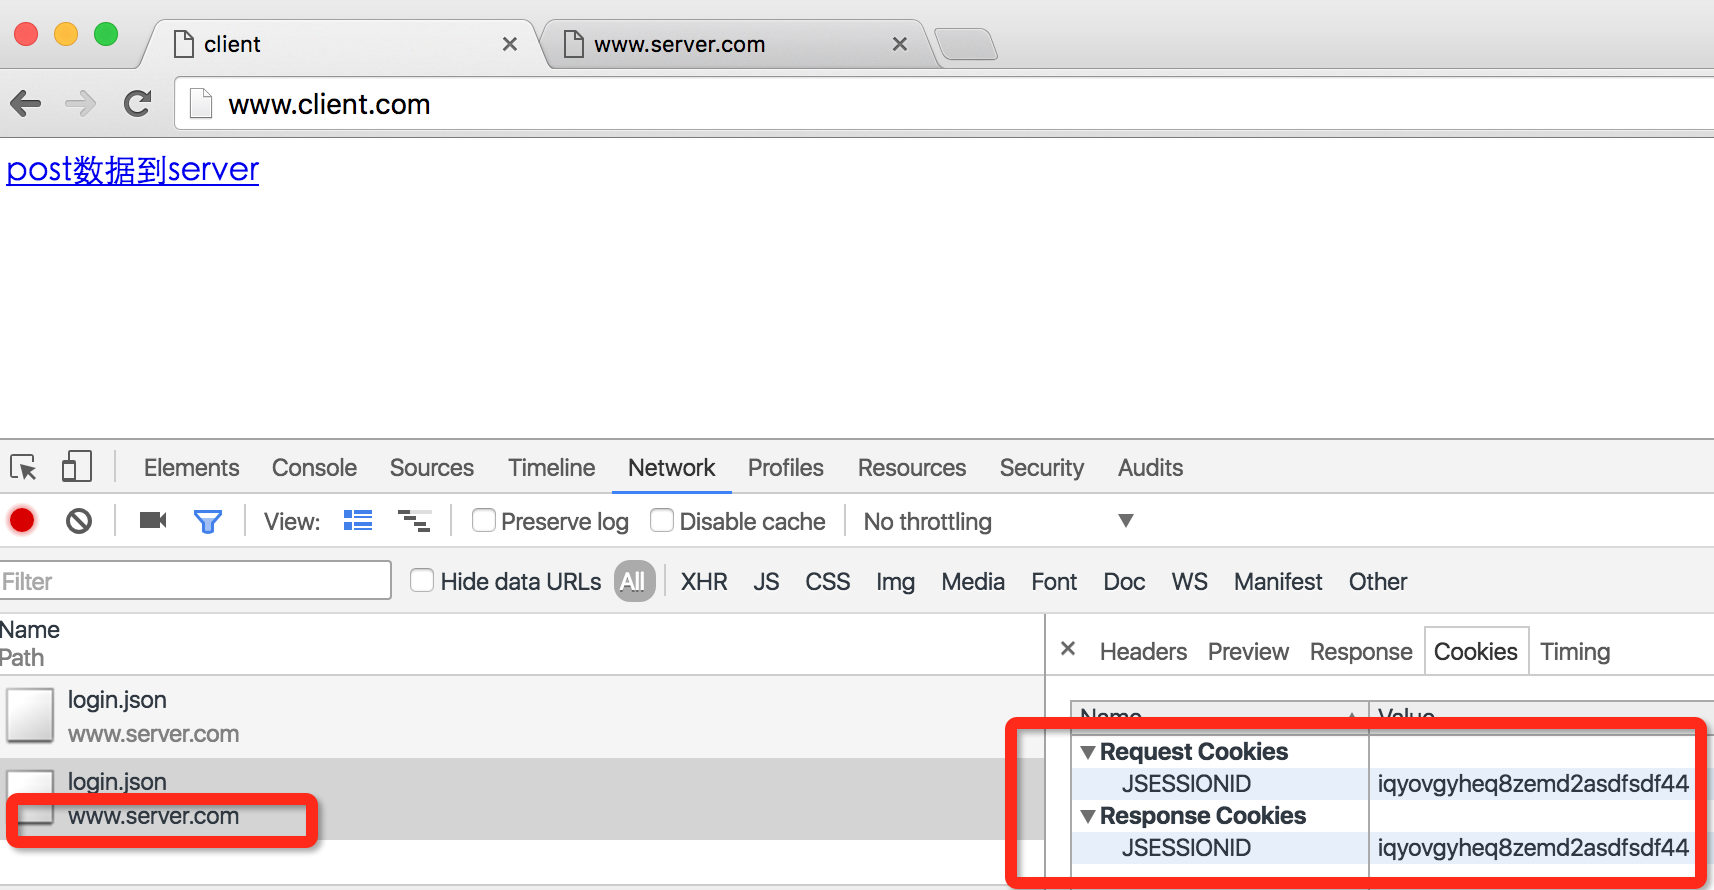 client
www.server.com
www.client.com
post数据到server
Elements Console Sources Timeline Network Profiles Resources Security Audits
View: Preserve log Disable cache No throttling
Filter Hide data URLs All XHR JS CSS Img Media Font Doc WS Manifest Other
Name
Path
Headers Preview Response Cookies Timing
login.json
www.server.com
login.json
www.server.com
Name Value
Request Cookies
JSESSIONID iqyovgyheq8zemd2asdfsdf44
Response Cookies
JSESSIONID iqyovgyheq8zemd2asdfsdf44